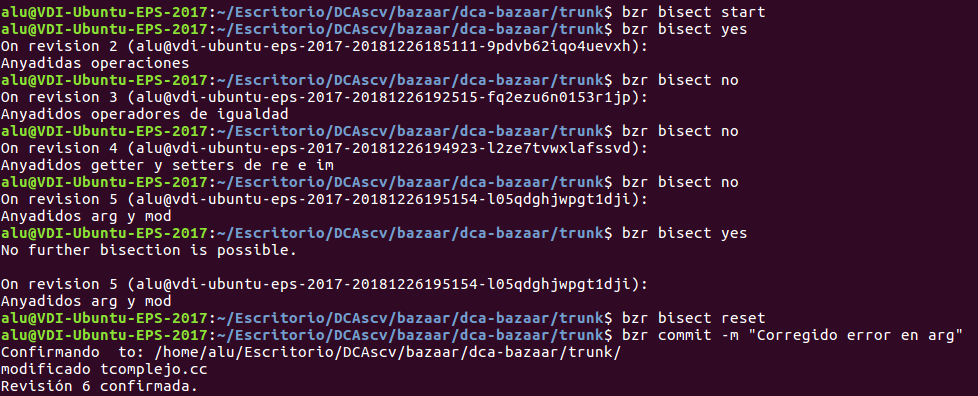 alu@VDI-Ubuntu-EPS-2017:~/Escritorio/DCAscv/bazaar/dca-bazaar/trunk$ bzr bisect start
alu@VDI-Ubuntu-EPS-2017:~/Escritorio/DCAscv/bazaar/dca-bazaar/trunk$ bzr bisect yes
On revision 2 (alu@vdi-ubuntu-eps-2017-20181226185111-9pdvb62iqo4uevxh):
Anyadidas operaciones
alu@VDI-Ubuntu-EPS-2017:~/Escritorio/DCAscv/bazaar/dca-bazaar/trunk$ bzr bisect no
On revision 3 (alu@vdi-ubuntu-eps-2017-20181226192515-fq2ezu6n0153r1jp):
Anyadidos operadores de igualdad
alu@VDI-Ubuntu-EPS-2017:~/Escritorio/DCAscv/bazaar/dca-bazaar/trunk$ bzr bisect no
On revision 4 (alu@vdi-ubuntu-eps-2017-20181226194923-l2ze7tvwxlafssvd):
Anyadidos getter y setters de re e im
alu@VDI-Ubuntu-EPS-2017:~/Escritorio/DCAscv/bazaar/dca-bazaar/trunk$ bzr bisect no
On revision 5 (alu@vdi-ubuntu-eps-2017-20181226195154-l05qdghjwpgt1dji):
Anyadidos arg y mod
alu@VDI-Ubuntu-EPS-2017:~/Escritorio/DCAscv/bazaar/dca-bazaar/trunk$ bzr bisect yes
No further bisection is possible.
On revision 5 (alu@vdi-ubuntu-eps-2017-20181226195154-l05qdghjwpgt1dji):
Anyadidos arg y mod
alu@VDI-Ubuntu-EPS-2017:~/Escritorio/DCAscv/bazaar/dca-bazaar/trunk$ bzr bisect reset
alu@VDI-Ubuntu-EPS-2017:~/Escritorio/DCAscv/bazaar/dca-bazaar/trunk$ bzr commit -m "Corregido error en arg"
Confirmando  to: /home/alu/Escritorio/DCAscv/bazaar/dca-bazaar/trunk/
modificado tcomplejo.cc
Revisión 6 confirmada.